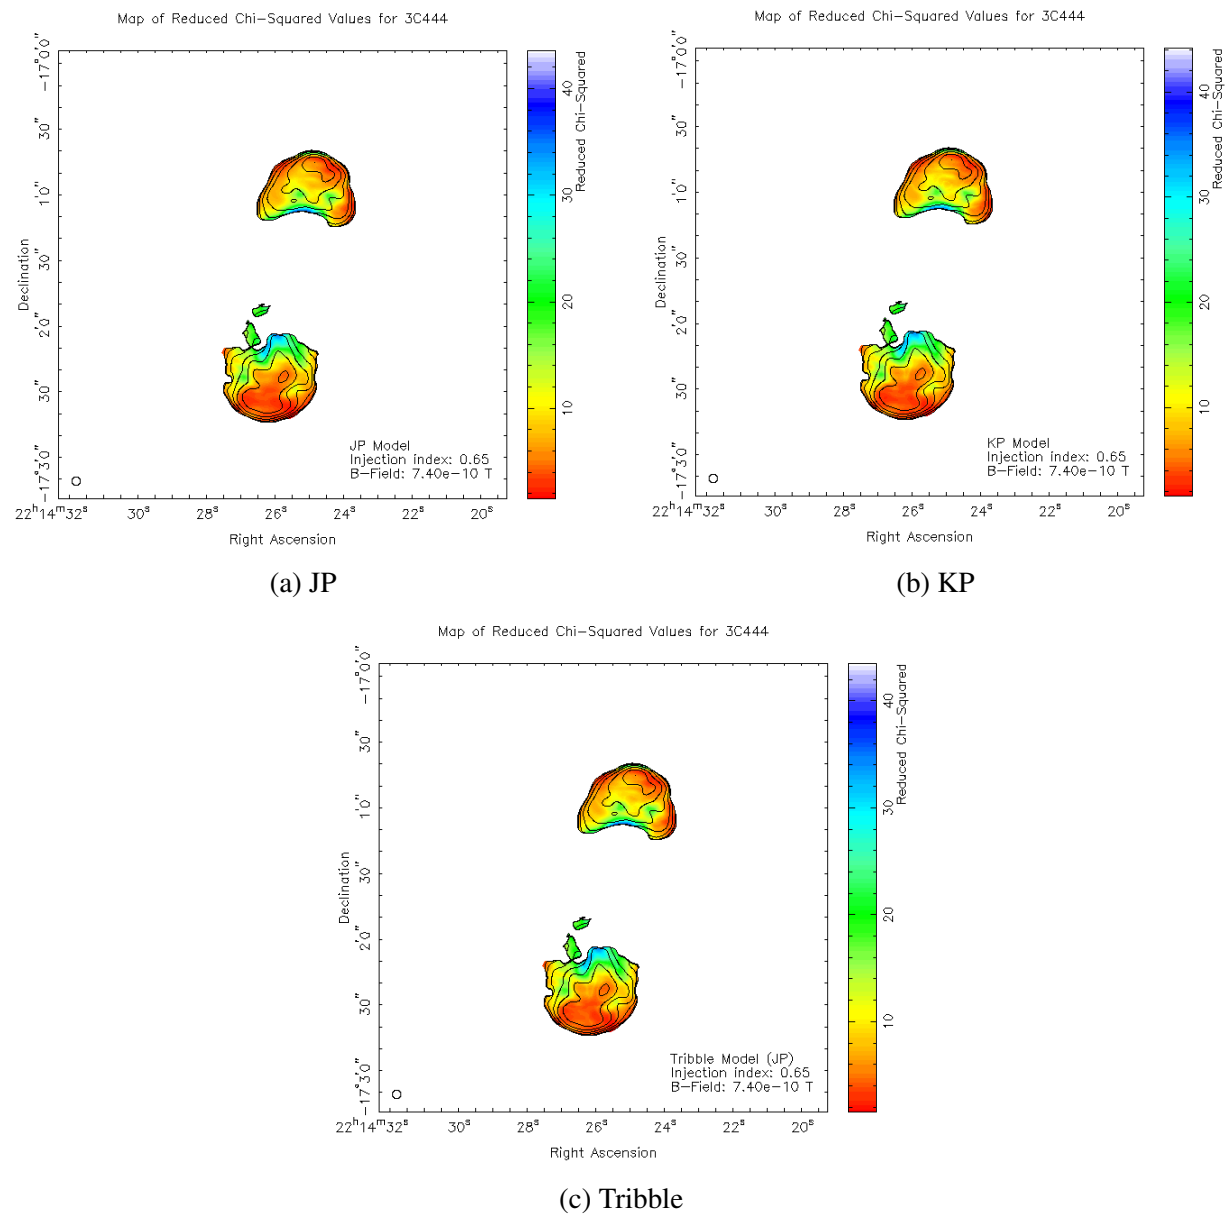 Map of Reduced Chi-Squared Values for 3C444
-17°0'0"
30"
1'0"
30"
2'0"
30"
-17°3'0"
Declination
22ʰ14ᵐ32ˢ
30ˢ
28ˢ
26ˢ
24ˢ
22ˢ
20ˢ
Right Ascension
JP Model
Injection index: 0.65
B-Field: 7.40e-10 T
40
30
20
10
Reduced Chi-Squared
(a) JP
Map of Reduced Chi-Squared Values for 3C444
-17°0'0"
30"
1'0"
30"
2'0"
30"
-17°3'0"
Declination
22ʰ14ᵐ32ˢ
30ˢ
28ˢ
26ˢ
24ˢ
22ˢ
20ˢ
Right Ascension
KP Model
Injection index: 0.65
B-Field: 7.40e-10 T
40
30
20
10
Reduced Chi-Squared
(b) KP
Map of Reduced Chi-Squared Values for 3C444
-17°0'0"
30"
1'0"
30"
2'0"
30"
-17°3'0"
Declination
22ʰ14ᵐ32ˢ
30ˢ
28ˢ
26ˢ
24ˢ
22ˢ
20ˢ
Right Ascension
Tribble Model (JP)
Injection index: 0.65
B-Field: 7.40e-10 T
40
30
20
10
Reduced Chi-Squared
(c) Tribble